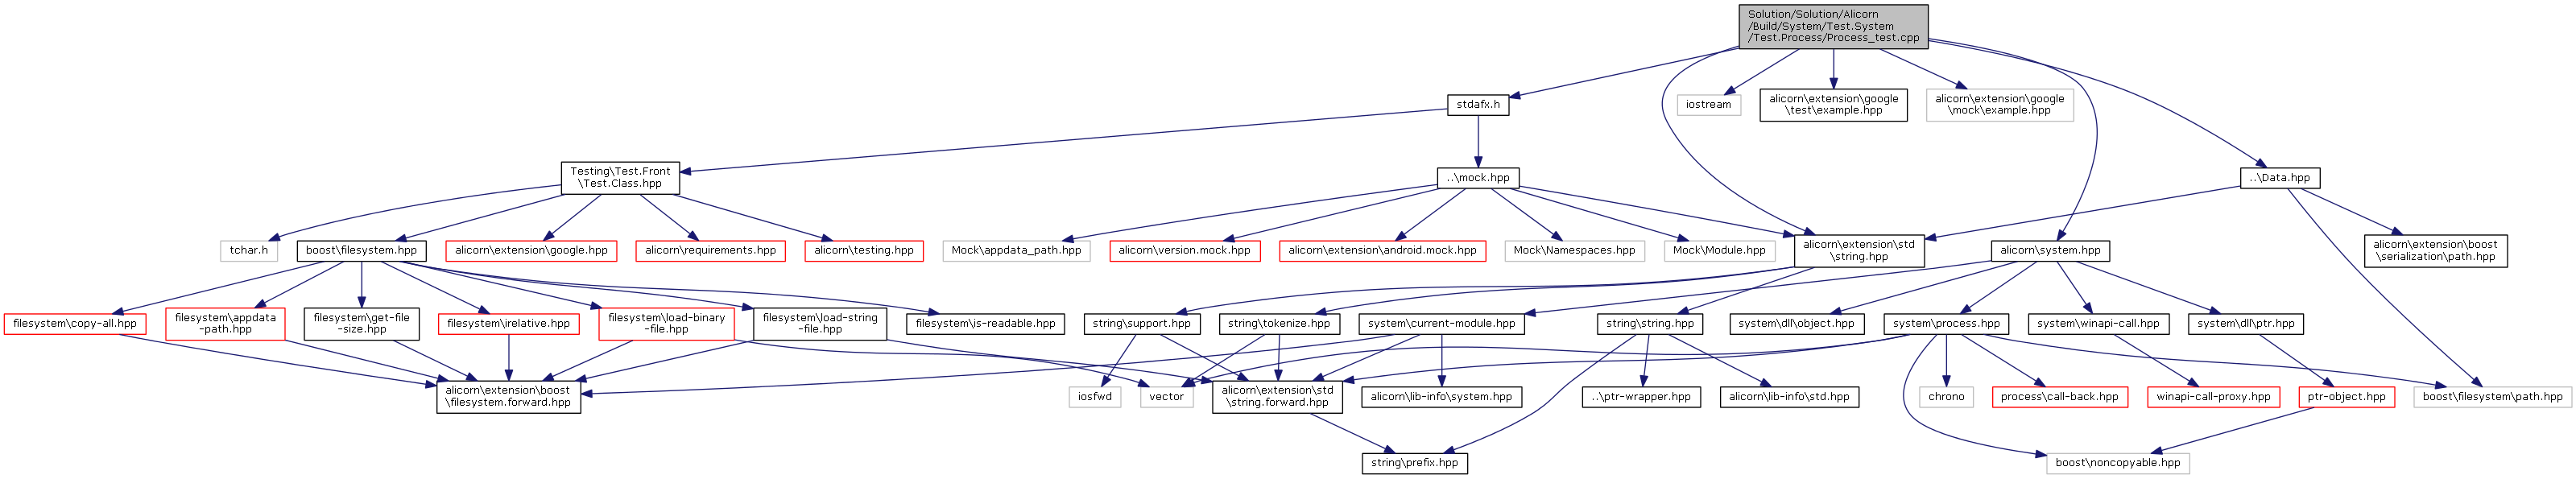 Solution/Solution/Alicorn
/Build/System/Test.System
/Test.Process/Process_test.cpp
stdafx.h
iostream
alicorn\extension\google
\test\example.hpp
alicorn\extension\google
\mock\example.hpp
Testing\Test.Front
\Test.Class.hpp
..\mock.hpp
..\Data.hpp
tchar.h
boost\filesystem.hpp
alicorn\extension\google.hpp
alicorn\requirements.hpp
alicorn\testing.hpp
Mock\appdata_path.hpp
alicorn\version.mock.hpp
alicorn\extension\android.mock.hpp
Mock\Namespaces.hpp
Mock\Module.hpp
alicorn\extension\std
\string.hpp
alicorn\system.hpp
alicorn\extension\boost
\serialization\path.hpp
filesystem\copy-all.hpp
filesystem\appdata
-path.hpp
filesystem\get-file
-size.hpp
filesystem\irelative.hpp
filesystem\load-binary
-file.hpp
filesystem\load-string
-file.hpp
filesystem\is-readable.hpp
string\support.hpp
string\tokenize.hpp
system\current-module.hpp
string\string.hpp
system\dll\object.hpp
system\process.hpp
system\winapi-call.hpp
system\dll\ptr.hpp
alicorn\extension\boost
\filesystem.forward.hpp
iosfwd
vector
alicorn\extension\std
\string.forward.hpp
alicorn\lib-info\system.hpp
..\ptr-wrapper.hpp
alicorn\lib-info\std.hpp
chrono
process\call-back.hpp
winapi-call-proxy.hpp
ptr-object.hpp
boost\filesystem\path.hpp
string\prefix.hpp
boost\noncopyable.hpp